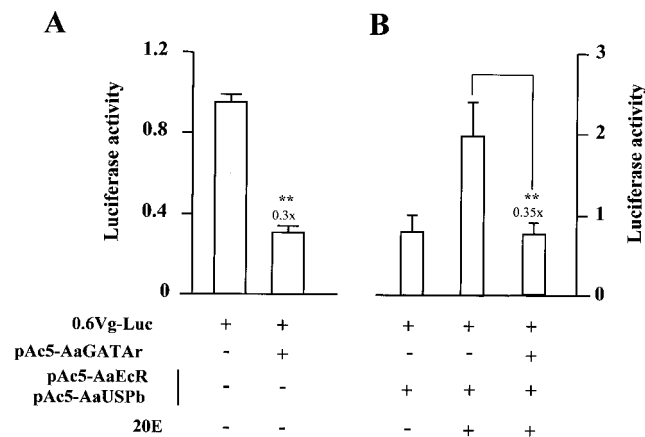 A
B
Luciferase activity
1.2
0.8
0.4
0
**
0.3x
**
0.35x
3
2
1
0
Luciferase activity
0.6Vg-Luc + + + + +
pAc5-AaGATAr - + - - +
pAc5-AaEcR
pAc5-AaUSPb - - + + +
20E - - - + +